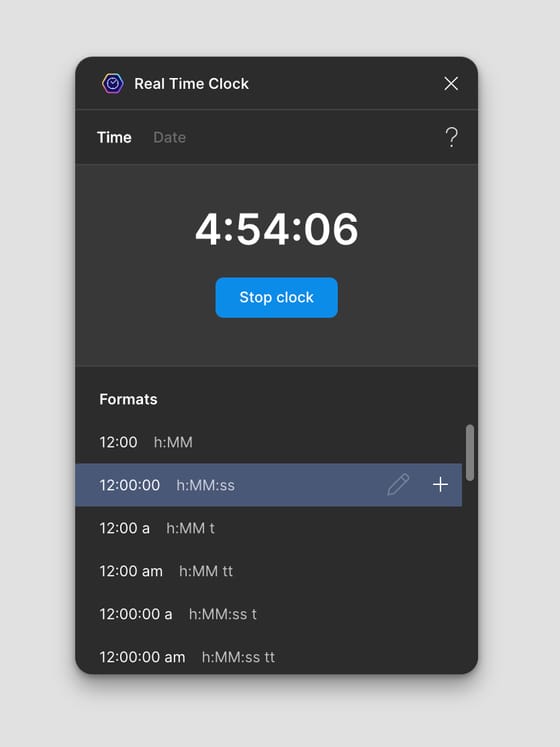 Real Time Clock
Time Date ?
4:54:06
Stop clock
Formats
12:00 h:MM
12:00:00 h:MM:ss
12:00 a h:MM t
12:00 am h:MM tt
12:00:00 a h:MM:ss t
12:00:00 am h:MM:ss tt